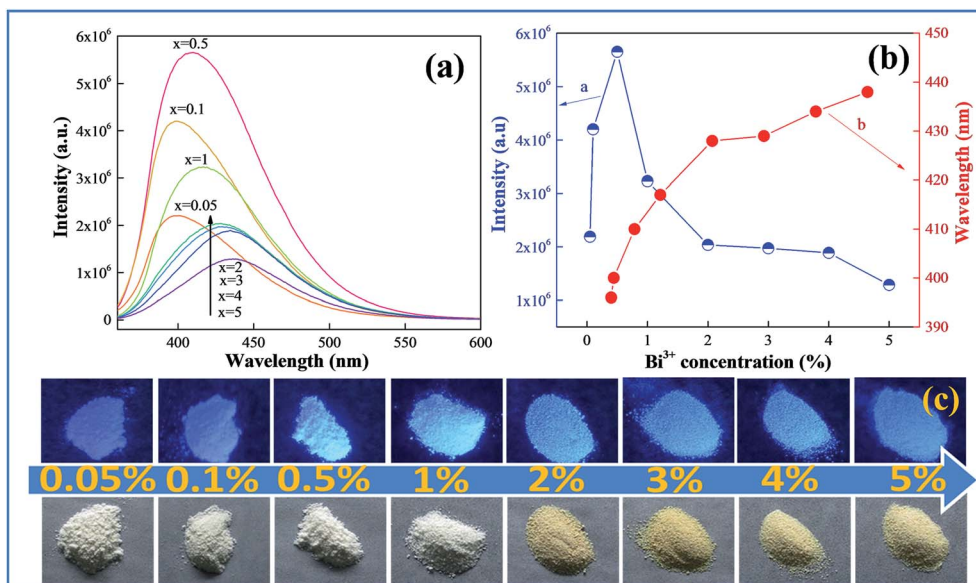 (a)
6x10⁶
5x10⁶
4x10⁶
3x10⁶
2x10⁶
1x10⁶
0
Intensity (a.u.)
x=0.5
x=0.1
x=1
x=0.05
x=2
x=3
x=4
x=5
400
450
500
550
600
Wavelength (nm)
(b)
6x10⁶
5x10⁶
4x10⁶
3x10⁶
2x10⁶
1x10⁶
Intensity (a.u)
a
b
450
440
430
420
410
400
390
Wavelength (nm)
0
1
2
3
4
5
Bi³⁺ concentration (%)
(c)
0.05% 0.1% 0.5% 1% 2% 3% 4% 5%